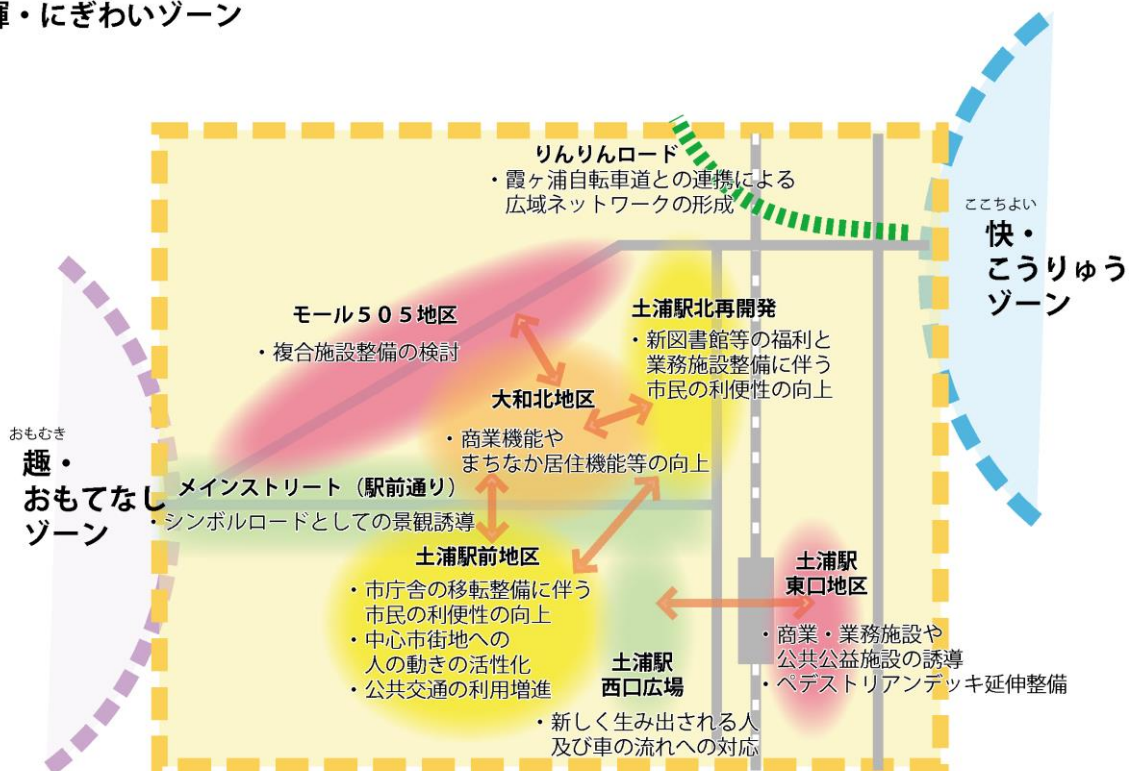 ・にぎわいゾーン
りんりんロード
・霞ヶ浦自転車道との連携による
広域ネットワークの形成
ここちよい
快・
こうりゅう
ゾーン
モール５０５地区
・複合施設整備の検討
土浦駅北再開発
・新図書館等の福利と
業務施設整備に伴う
市民の利便性の向上
大和北地区
・商業機能や
まちなか居住機能等の向上
おもむき
趣・
おもてなし
ゾーン
メインストリート（駅前通り）
・シンボルロードとしての景観誘導
土浦駅前地区
・市庁舎の移転整備に伴う
市民の利便性の向上
・中心市街地への
人の動きの活性化
・公共交通の利用増進
土浦駅
東口地区
・商業・業務施設や
公共公益施設の誘導
・ペデストリアンデッキ延伸整備
土浦駅
西口広場
・新しく生み出される人
及び車の流れへの対応